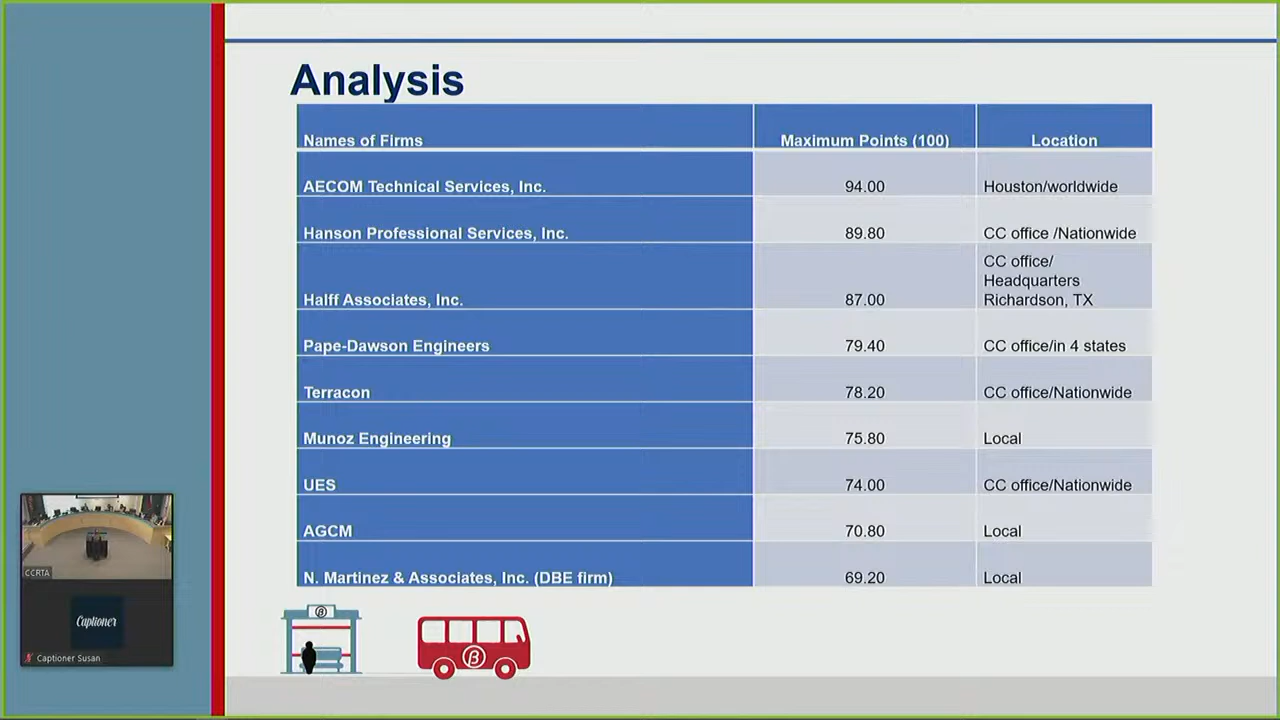 Analysis
Names of Firms Maximum Points (100) Location
AECOM Technical Services, Inc. 94.00 Houston/worldwide
Hanson Professional Services, Inc. 89.80 CC office /Nationwide
CC office/
Headquarters
Halff Associates, Inc. 87.00 Richardson, TX
Pape-Dawson Engineers 79.40 CC office/in 4 states
Terracon 78.20 CC office/Nationwide
Munoz Engineering 75.80 Local
UES 74.00 CC office/Nationwide
AGCM 70.80 Local
N. Martinez & Associates, Inc. (DBE firm) 69.20 Local
CCRTA
Captioner
Captioner Susan